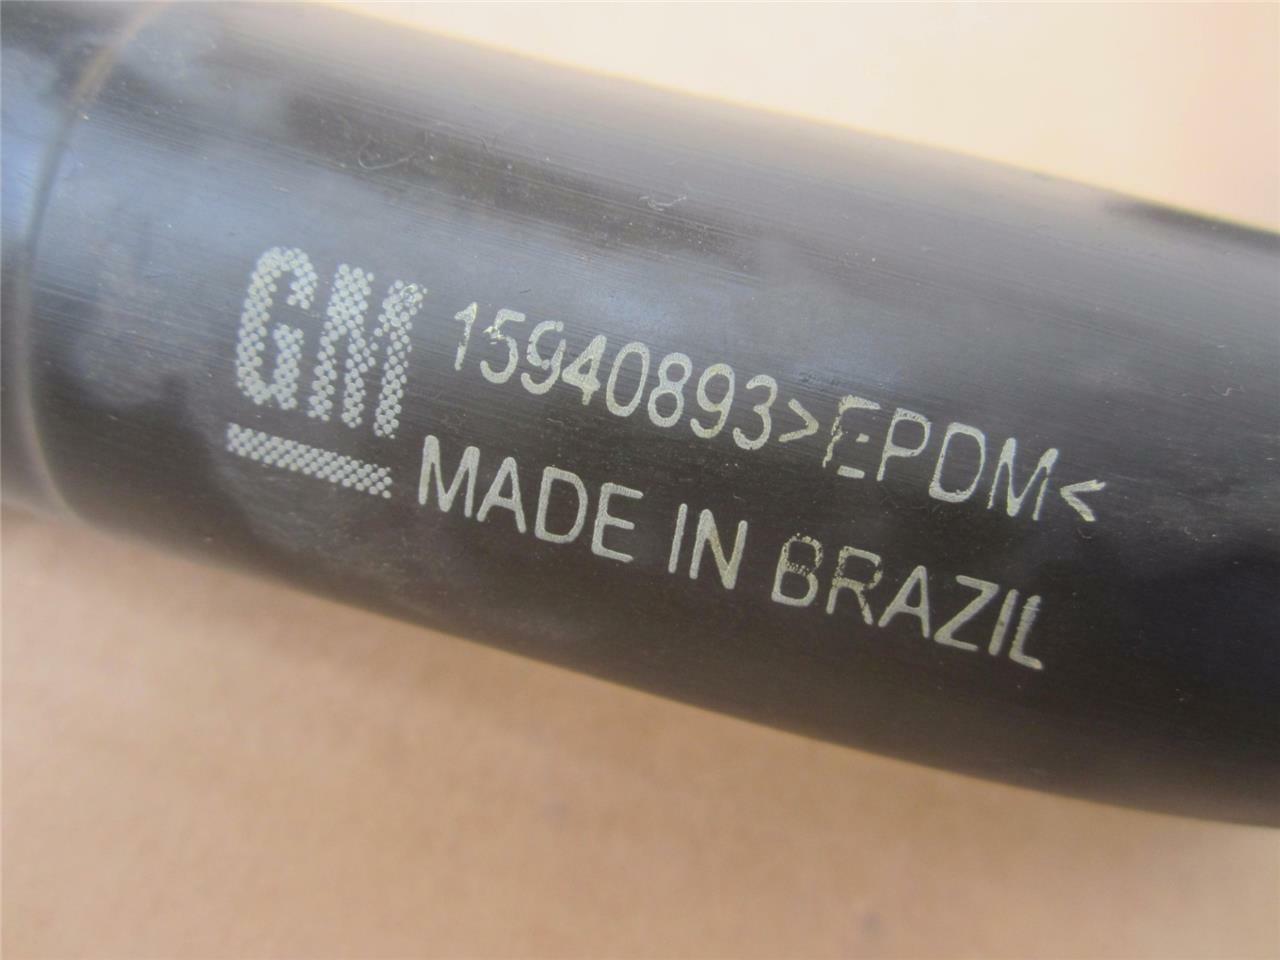 GM 15940893 >EPDM<
MADE IN BRAZIL